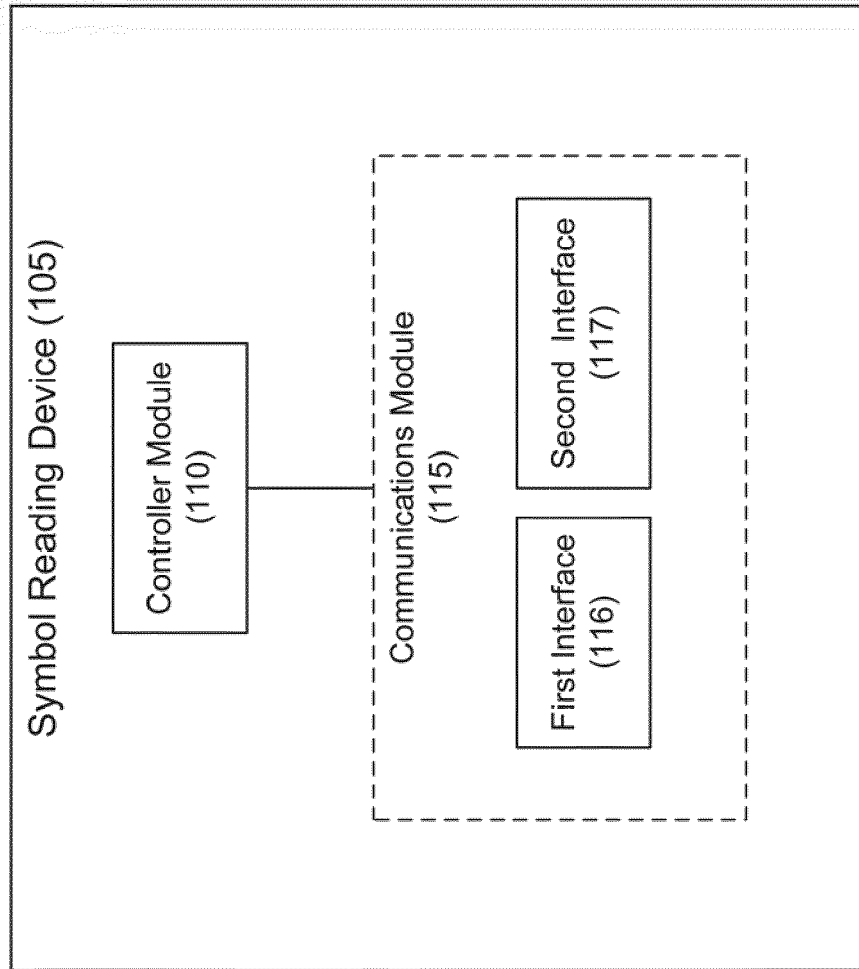 Symbol Reading Device (105)
Controller Module
(110)
Communications Module
(115)
First Interface
(116)
Second Interface
(117)